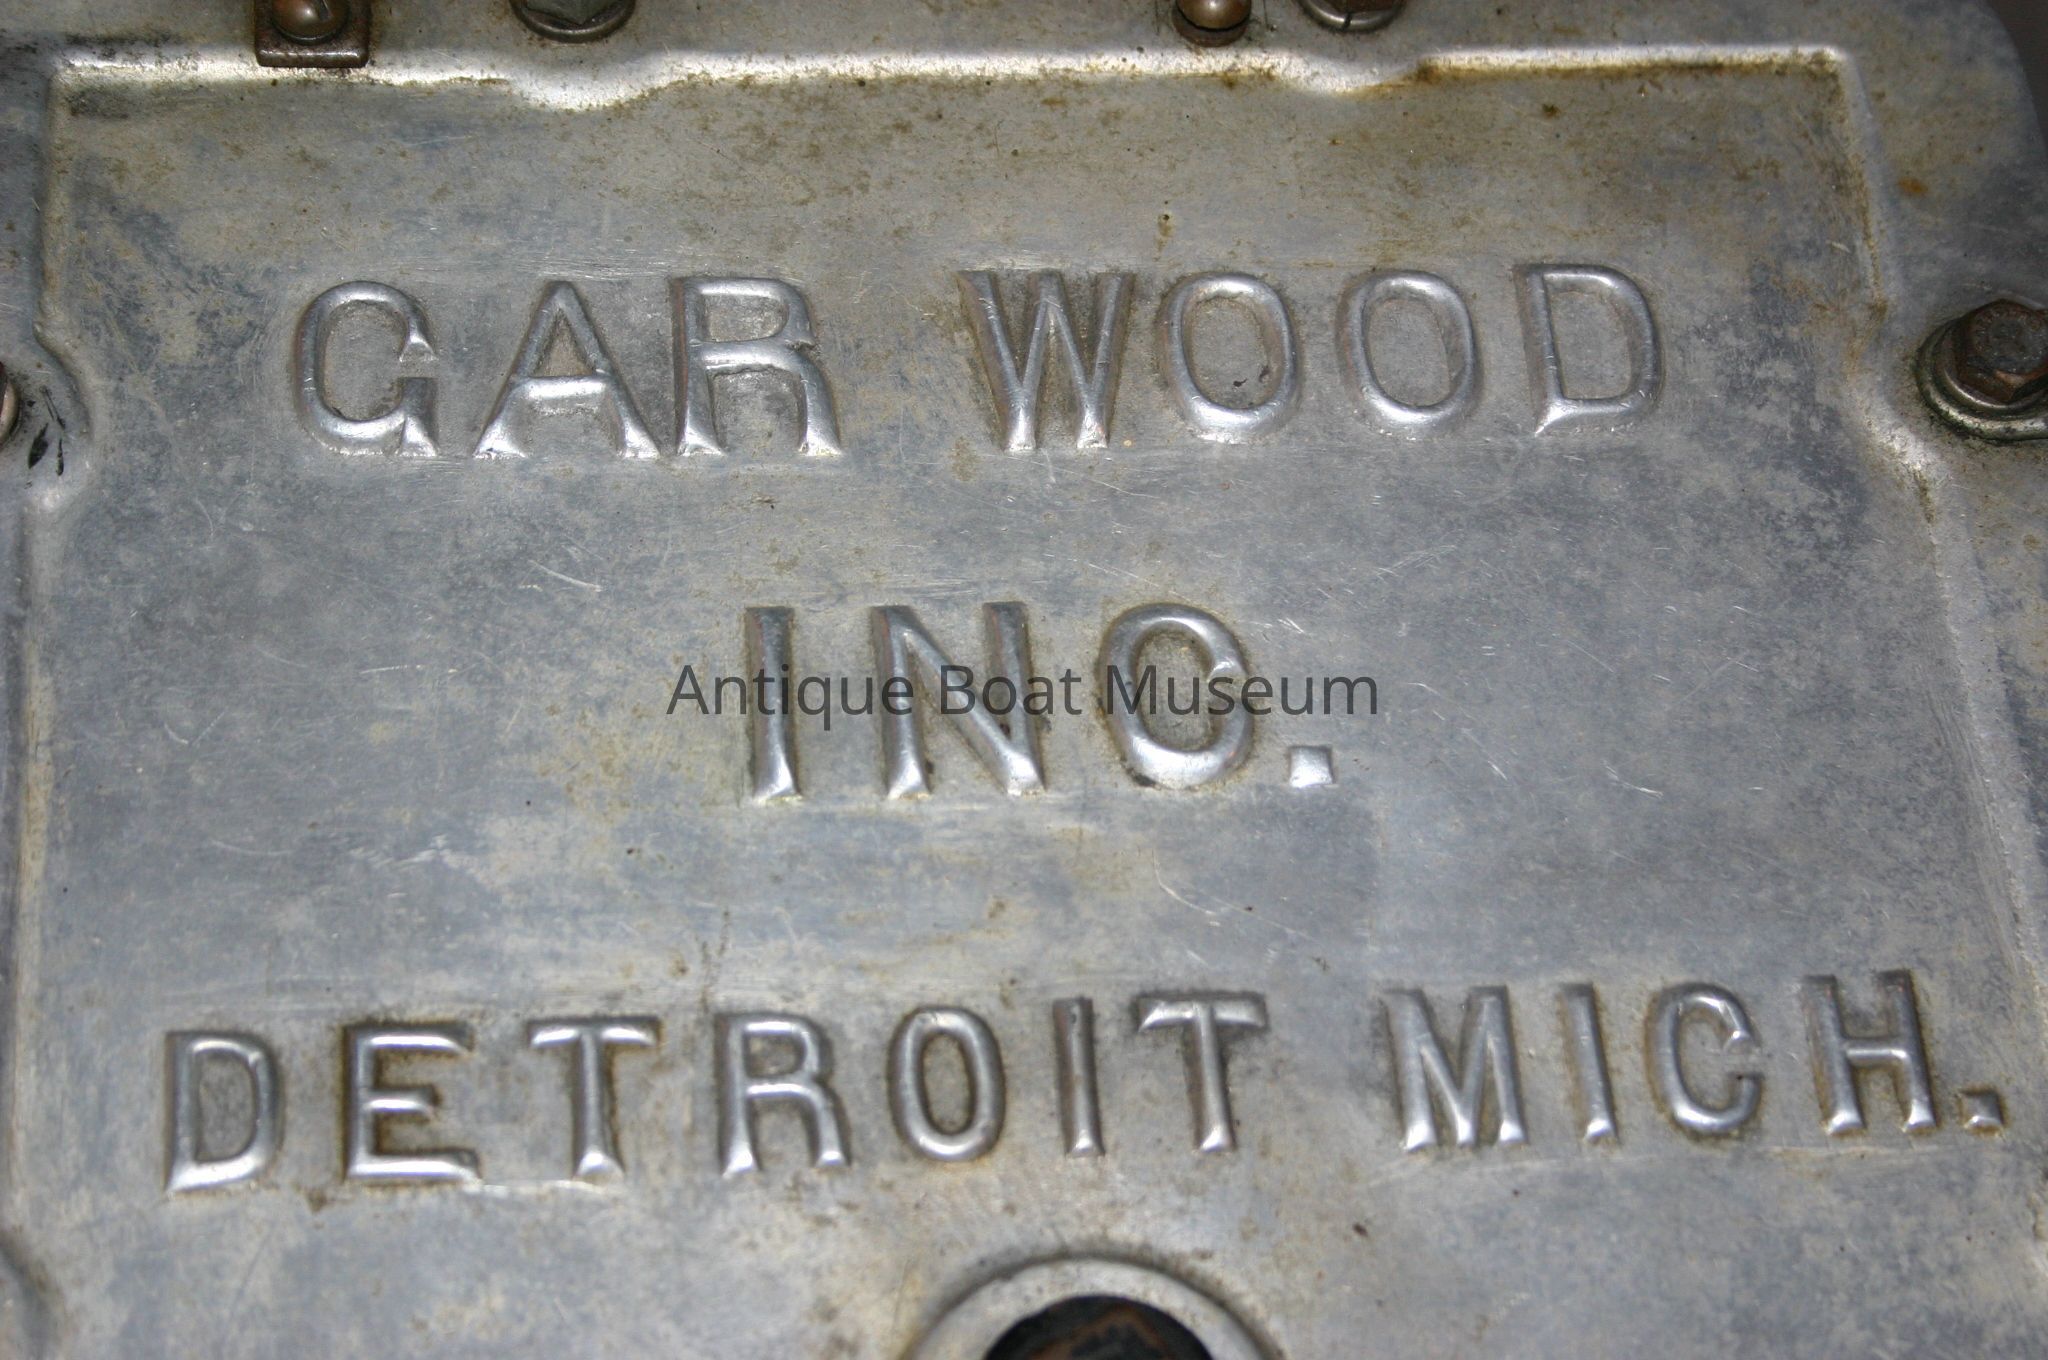 GAR WOOD
INC.
Antique Boat Museum
DETROIT MICH.